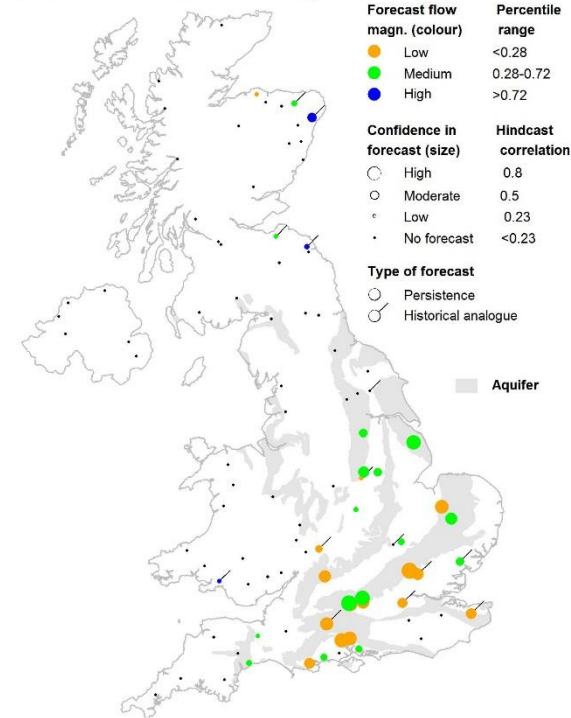 Forecast flow Percentile
magn. (colour) range
Low <0.28
Medium 0.28-0.72
High >0.72
Confidence in Hindcast
forecast (size) correlation
High 0.8
Moderate 0.5
Low 0.23
No forecast <0.23
Type of forecast
Persistence
Historical analogue
Aquifer